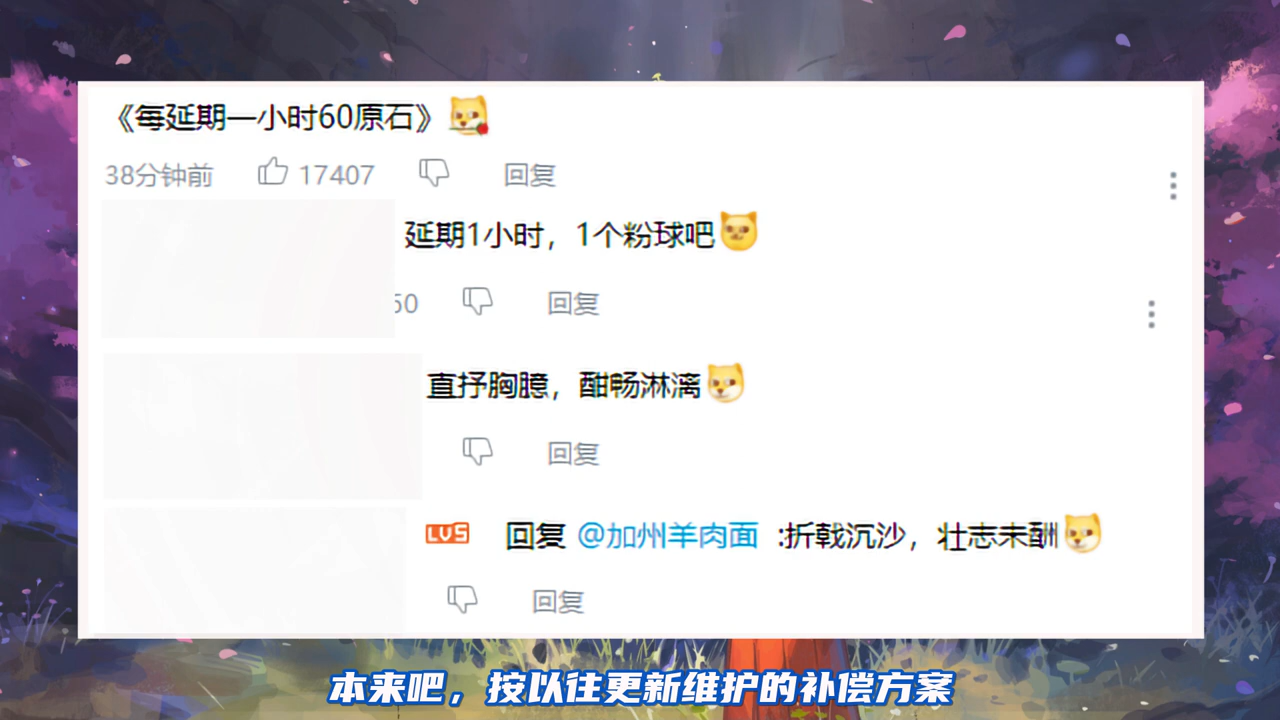 《每延期一小时60原石》
38分钟前 17407 回复
延期1小时，1个粉球吧
50 回复
直抒胸臆，酣畅淋漓
回复
LV5 回复 @加州羊肉面 :折戟沉沙，壮志未酬
回复
本来吧，按以往更新维护的补偿方案